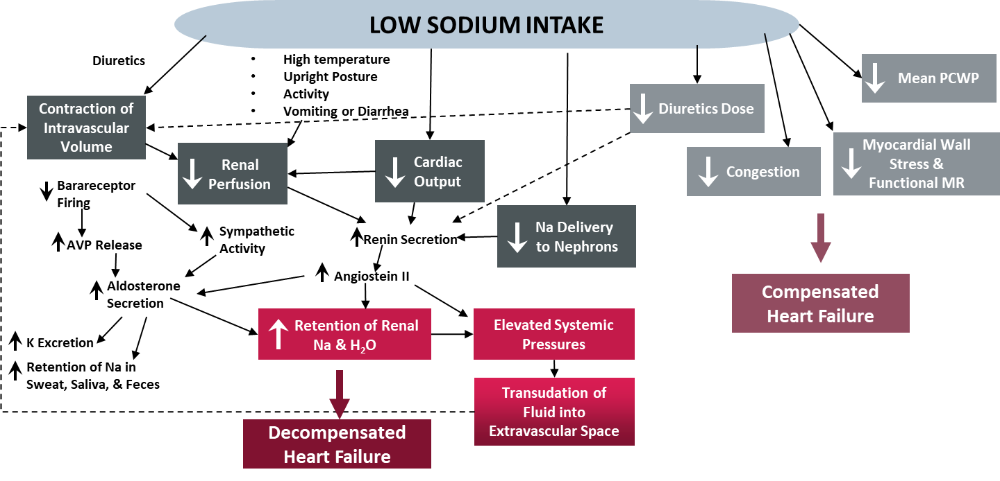 LOW SODIUM INTAKE
Diuretics
• High temperature
• Upright Posture
• Activity
• Vomiting or Diarrhea
Contraction of
Intravascular
Volume
Renal
Perfusion
Cardiac
Output
Na Delivery
to Nephrons
Diuretics Dose
Mean PCWP
Congestion
Myocardial Wall
Stress &
Functional MR
Barareceptor
Firing
AVP Release
Sympathetic
Activity
Renin Secretion
Angiostein II
Aldosterone
Secretion
K Excretion
Retention of Na in
Sweat, Saliva, & Feces
Retention of Renal
Na & H₂O
Elevated Systemic
Pressures
Transudation of
Fluid into
Extravascular Space
Decompensated
Heart Failure
Compensated
Heart Failure